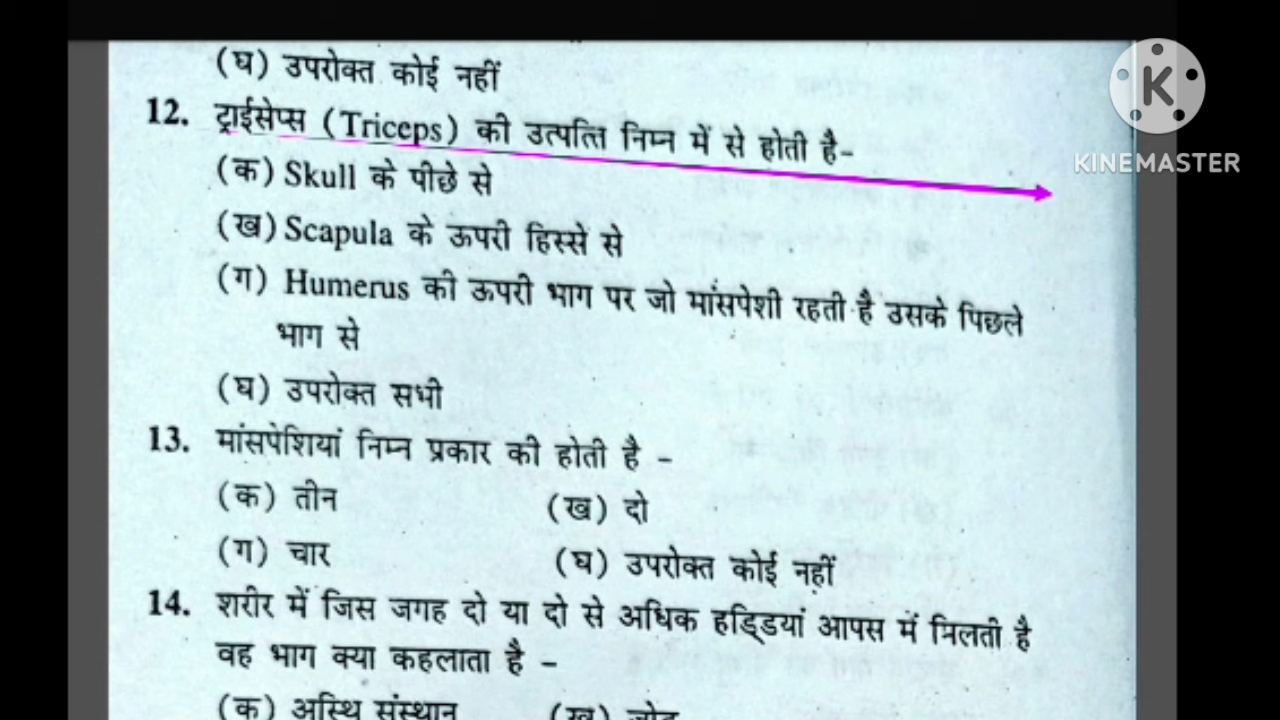 (घ) उपरोक्त कोई नहीं
12. ट्राईसेप्स (Triceps) की उत्पत्ति निम्न में से होती है-
(क) Skull के पीछे से
(ख) Scapula के ऊपरी हिस्से से
(ग) Humerus की ऊपरी भाग पर जो मांसपेशी रहती है उसके पिछले
भाग से
(घ) उपरोक्त सभी
13. मांसपेशियां निम्न प्रकार की होती है -
(क) तीन (ख) दो
(ग) चार (घ) उपरोक्त कोई नहीं
14. शरीर में जिस जगह दो या दो से अधिक हड्डियां आपस में मिलती है
वह भाग क्या कहलाता है -
(क) अस्थि संस्थान (ख) जोड़
K
KINEMASTER